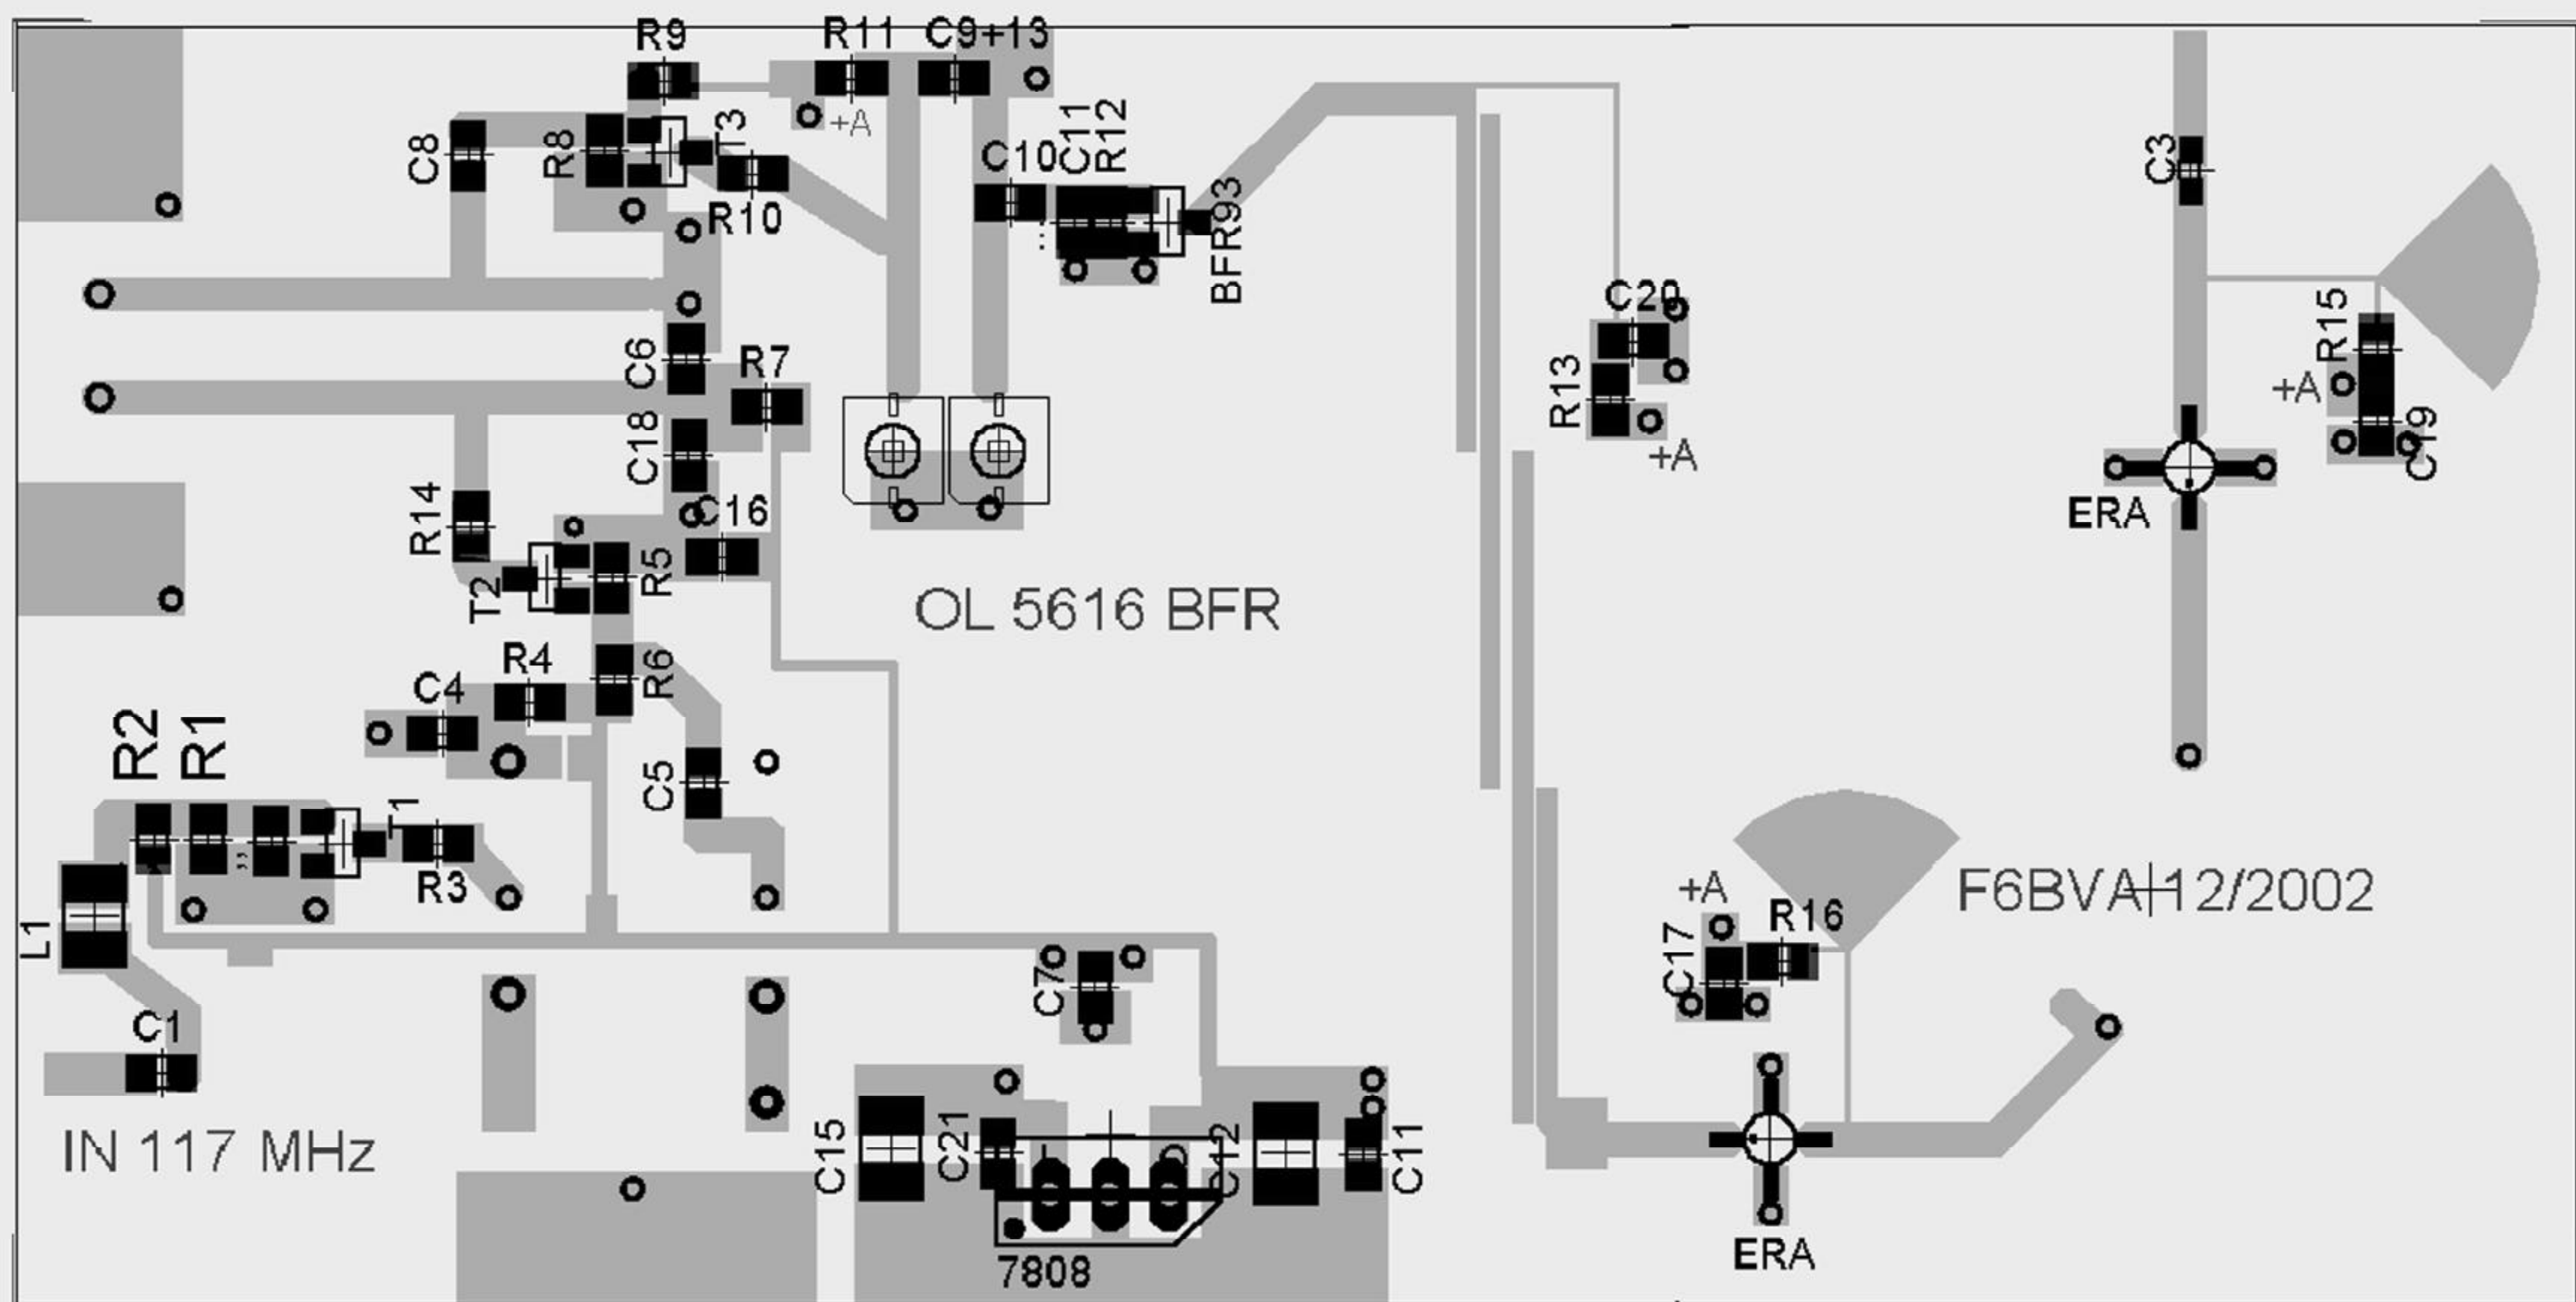 R9
R11
C9+13
+A
T3
C8
R8
R10
C10
C11
R12
BFR93
C3
C20
R15
R13
+A
+A
C19
C6
R7
C18
R14
C16
ERA
T2
R5
OL 5616 BFR
R4
R6
C4
R2
R1
C5
T1
R3
+A
R16
F6BVA 12/2002
L1
C7
C17
C1
IN 117 MHz
C15
C21
C12
C11
7808
ERA